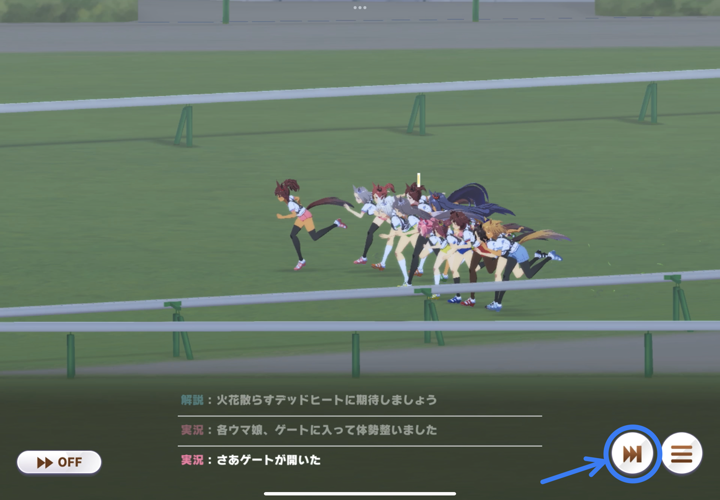 解説：火花散らすデッドヒートに期待しましょう
実況：各ウマ娘、ゲートに入って体勢整いました
実況：さあゲートが開いた
OFF